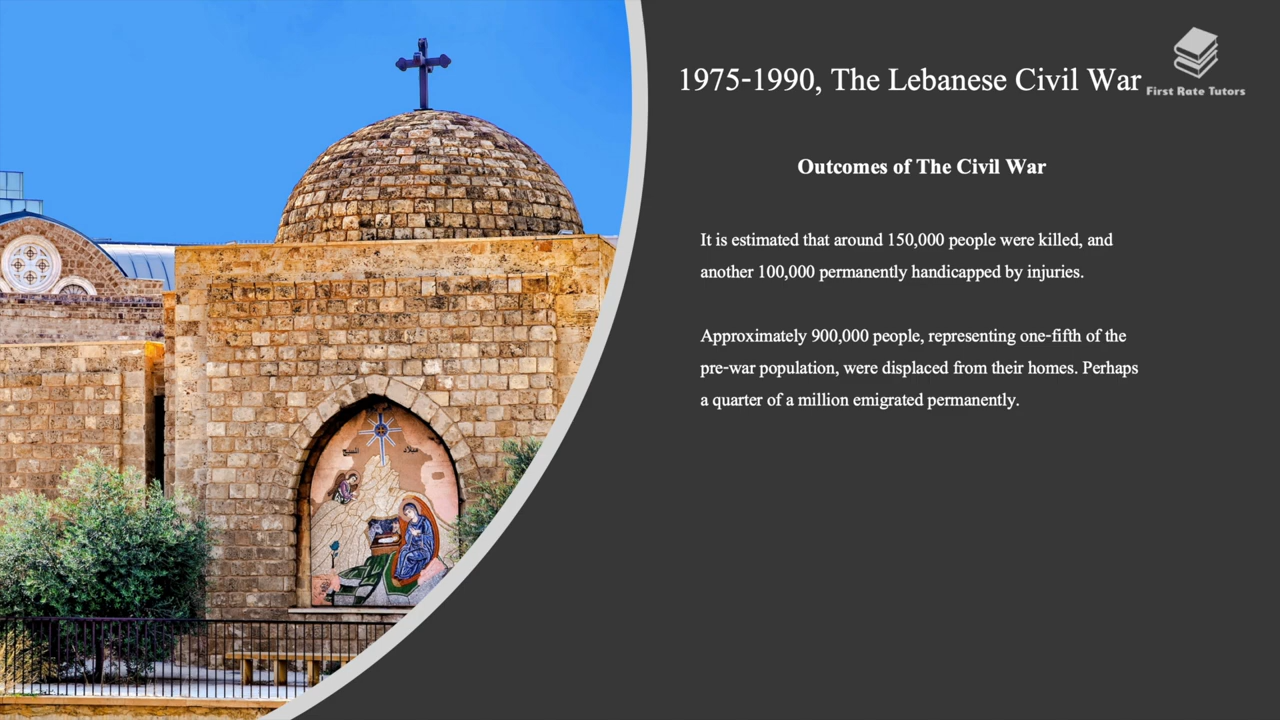 1975-1990, The Lebanese Civil War
First Rate Tutors
Outcomes of The Civil War
It is estimated that around 150,000 people were killed, and
another 100,000 permanently handicapped by injuries.
Approximately 900,000 people, representing one-fifth of the
pre-war population, were displaced from their homes. Perhaps
a quarter of a million emigrated permanently.
ميلاد المسيح